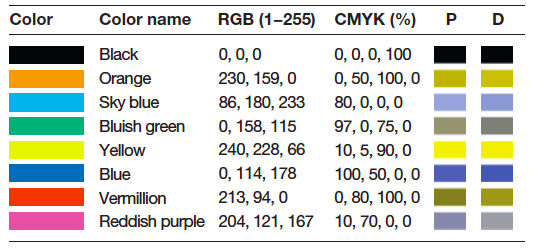 Color Color name RGB (1–255) CMYK (%) P D
Black 0, 0, 0 0, 0, 0, 100
Orange 230, 159, 0 0, 50, 100, 0
Sky blue 86, 180, 233 80, 0, 0, 0
Bluish green 0, 158, 115 97, 0, 75, 0
Yellow 240, 228, 66 10, 5, 90, 0
Blue 0, 114, 178 100, 50, 0, 0
Vermillion 213, 94, 0 0, 80, 100, 0
Reddish purple 204, 121, 167 10, 70, 0, 0